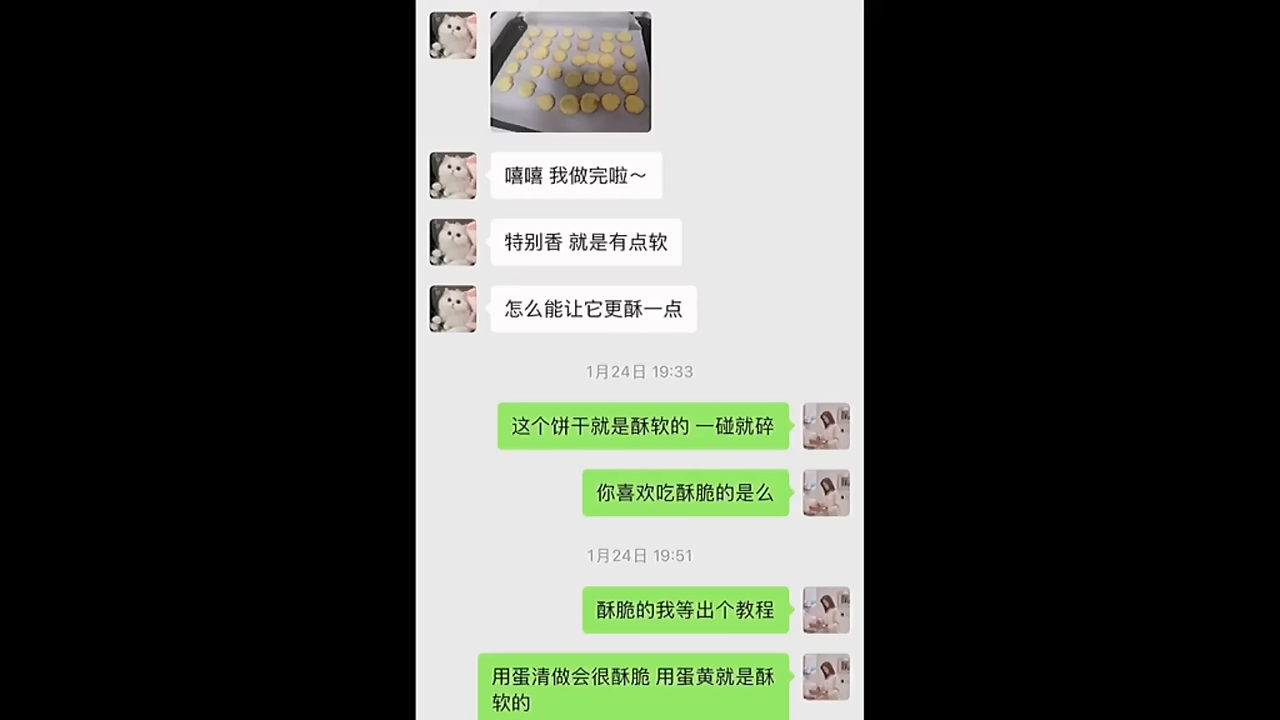 嘻嘻 我做完啦～
特别香 就是有点软
怎么能让它更酥一点
1月24日 19:33
这个饼干就是酥软的 一碰就碎
你喜欢吃酥脆的是么
1月24日 19:51
酥脆的我等出个教程
用蛋清做会很酥脆 用蛋黄就是酥
软的